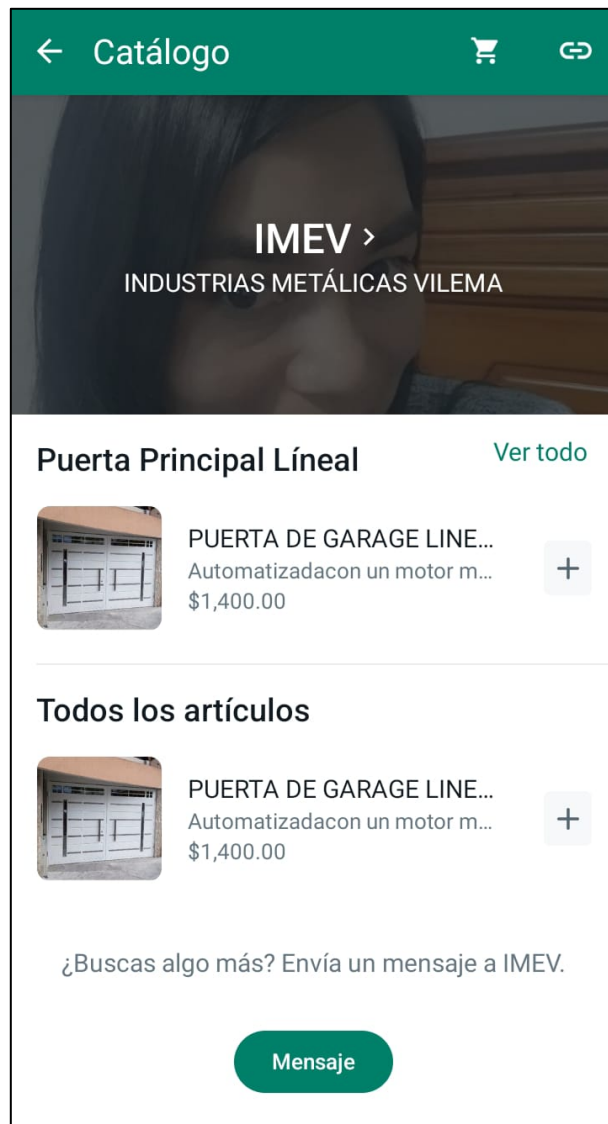 Catálogo
IMEV
INDUSTRIAS METÁLICAS VILEMA
Puerta Principal Líneal
Ver todo
PUERTA DE GARAGE LINE...
Automatizadacon un motor m...
$1,400.00
Todos los artículos
PUERTA DE GARAGE LINE...
Automatizadacon un motor m...
$1,400.00
¿Buscas algo más? Envía un mensaje a IMEV.
Mensaje